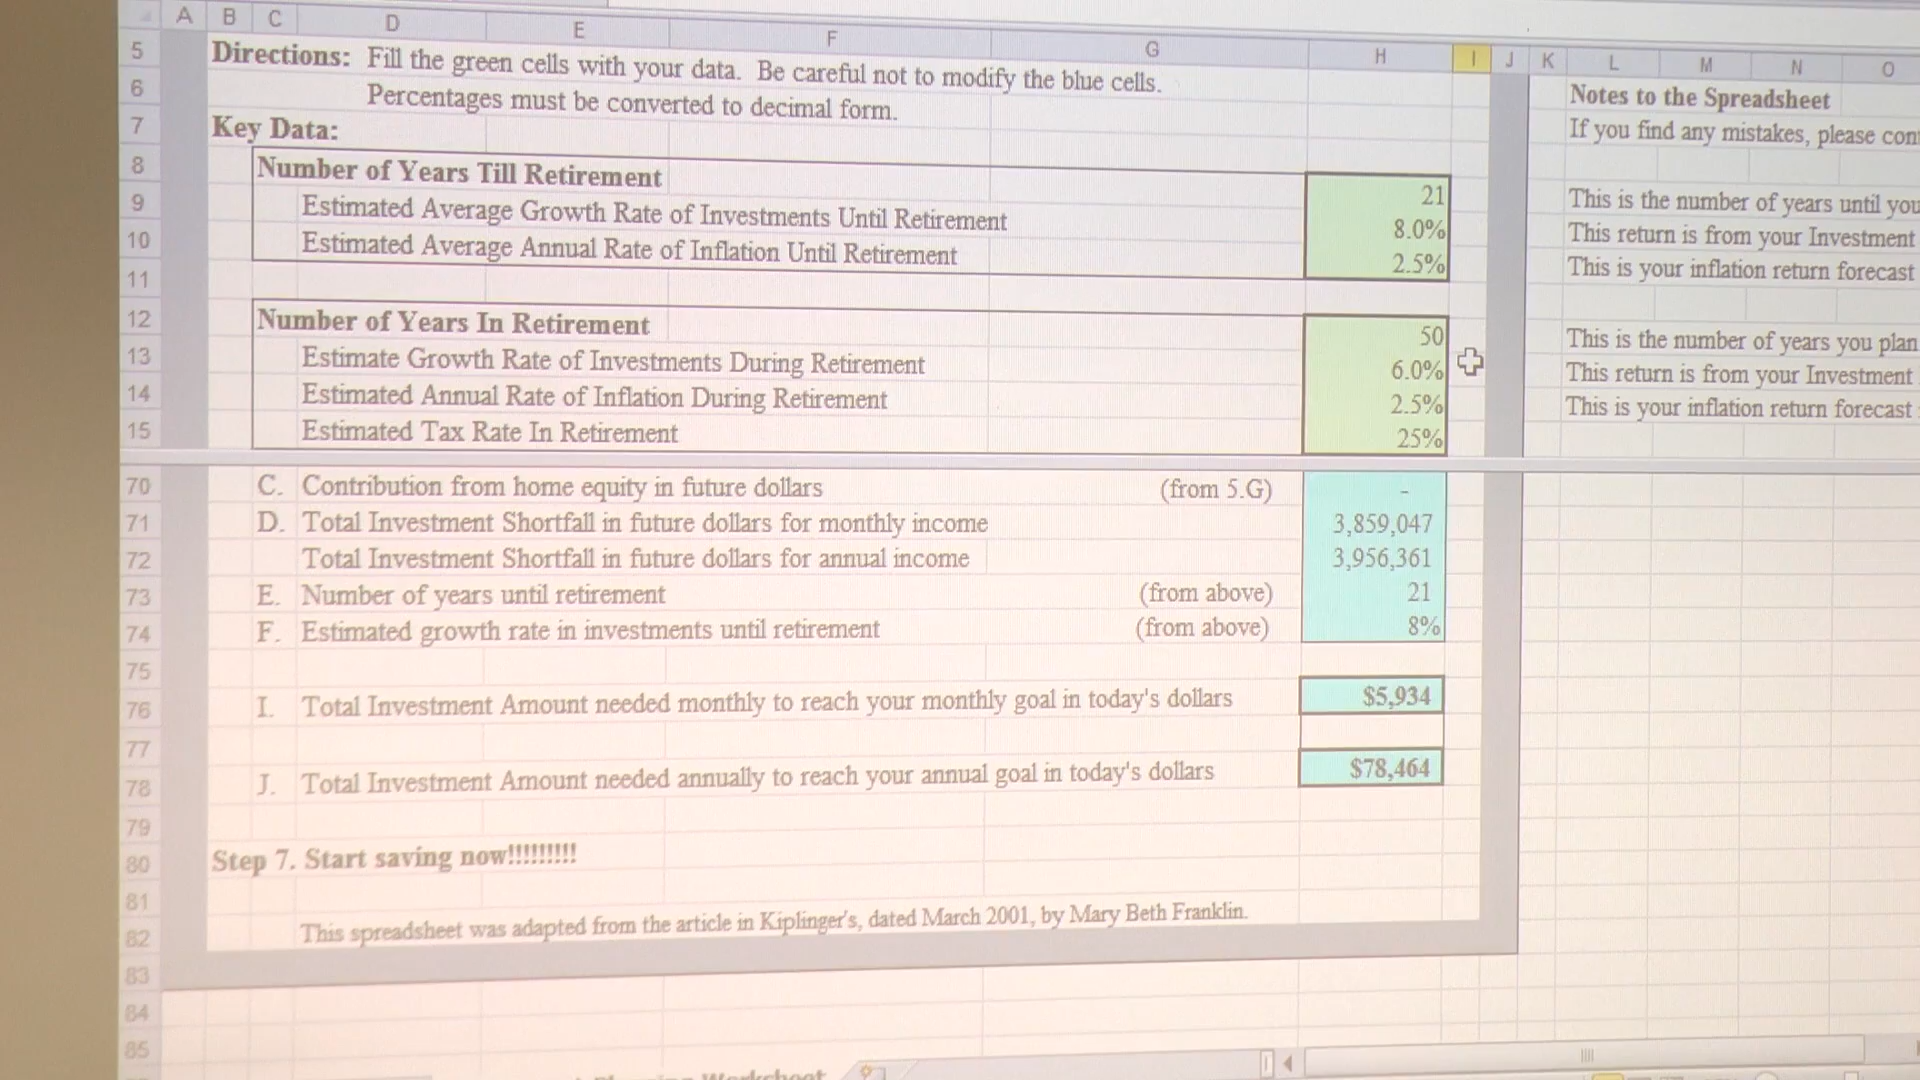 A B C D E F G H I J K L M N O
5 Directions: Fill the green cells with your data. Be careful not to modify the blue cells. Notes to the Spreadsheet
6 Percentages must be converted to decimal form. If you find any mistakes, please
7 Key Data:
8 Number of Years Till Retirement 21 This is the number of years until
9 Estimated Average Growth Rate of Investments Until Retirement 8.0% This return is from your Investment
10 Estimated Average Annual Rate of Inflation Until Retirement 2.5% This is your inflation return forecast
11
12 Number of Years In Retirement 50 This is the number of years you plan
13 Estimate Growth Rate of Investments During Retirement 6.0% This return is from your Investment
14 Estimated Annual Rate of Inflation During Retirement 2.5% This is your inflation return forecast
15 Estimated Tax Rate In Retirement 25%
70 C. Contribution from home equity in future dollars (from 5.G) -
71 D. Total Investment Shortfall in future dollars for monthly income 3,859,047
72 Total Investment Shortfall in future dollars for annual income 3,956,361
73 E. Number of years until retirement (from above) 21
74 F. Estimated growth rate in investments until retirement (from above) 8%
75
76 I. Total Investment Amount needed monthly to reach your monthly goal in today's dollars $5,934
77
78 J. Total Investment Amount needed annually to reach your annual goal in today's dollars $78,464
79
80 Step 7. Start saving now!!!!!!!!!
81
82 This spreadsheet was adapted from the article in Kiplinger's, dated March 2001, by Mary Beth Franklin.
83
84
85